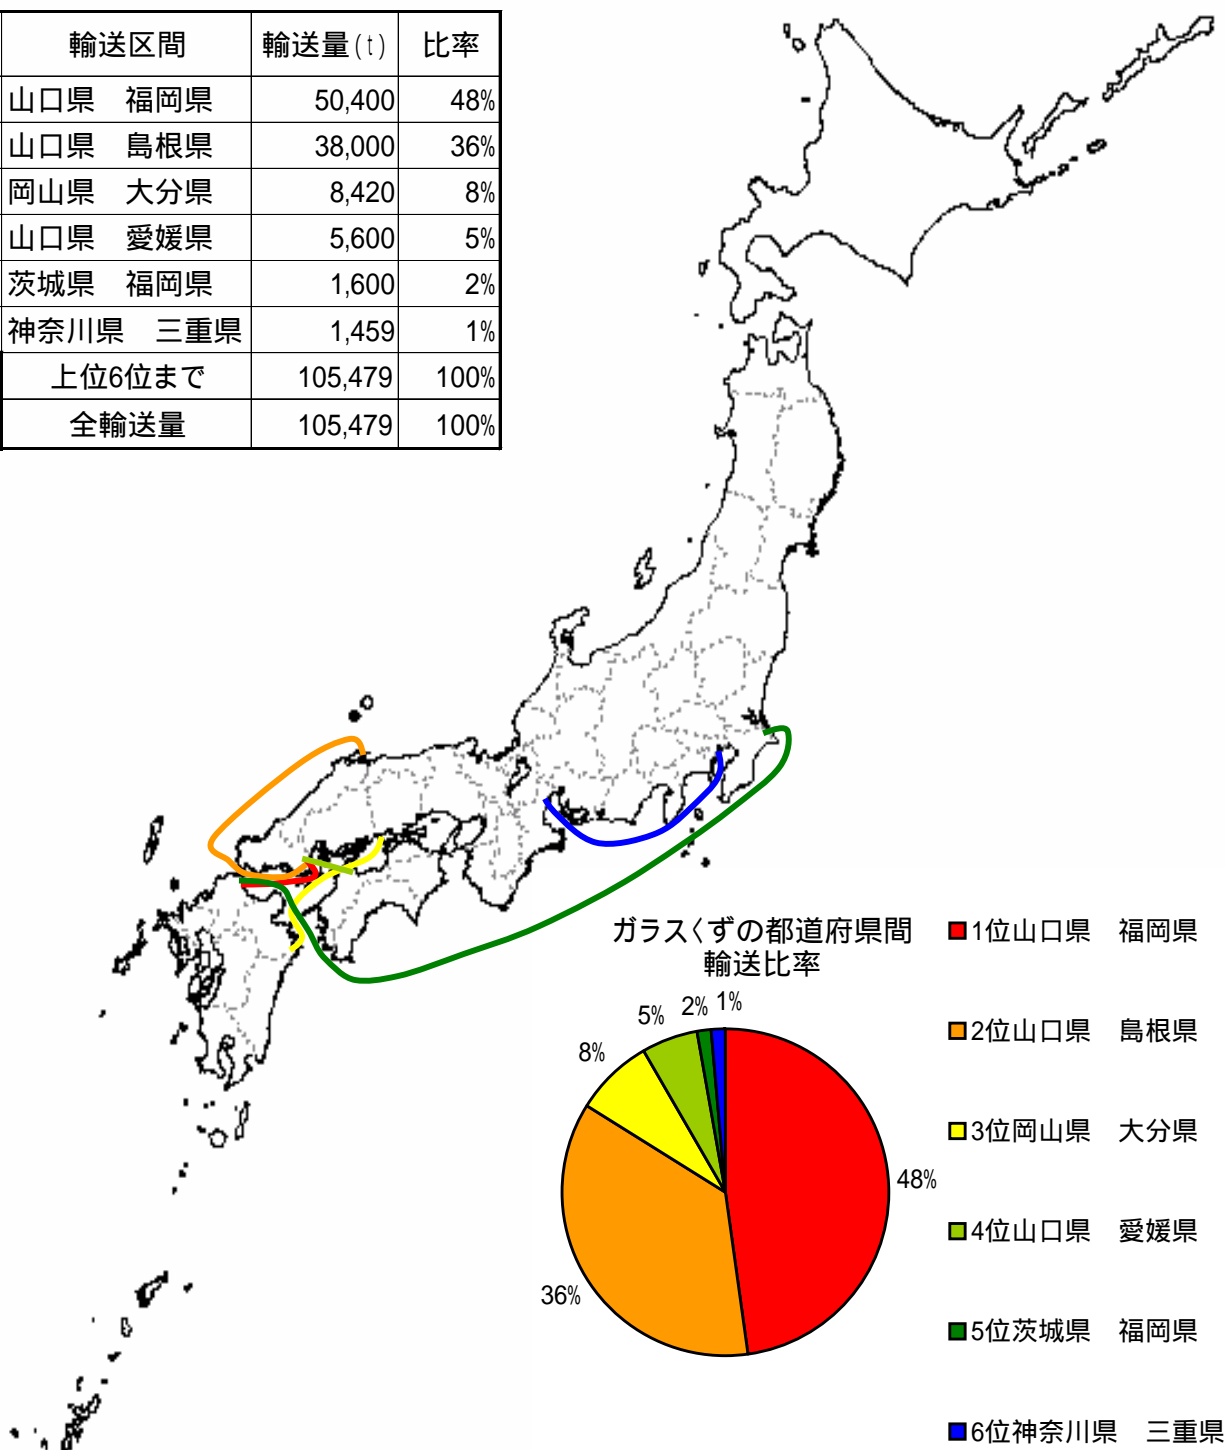 輸送区間 輸送量(t) 比率
山口県　福岡県 50,400 48%
山口県　島根県 38,000 36%
岡山県　大分県 8,420 8%
山口県　愛媛県 5,600 5%
茨城県　福岡県 1,600 2%
神奈川県　三重県 1,459 1%
上位6位まで 105,479 100%
全輸送量 105,479 100%
ガラスくずの都道府県間
輸送比率
48%
36%
8%
5%
2%
1%
1位山口県　福岡県
2位山口県　島根県
3位岡山県　大分県
4位山口県　愛媛県
5位茨城県　福岡県
6位神奈川県　三重県